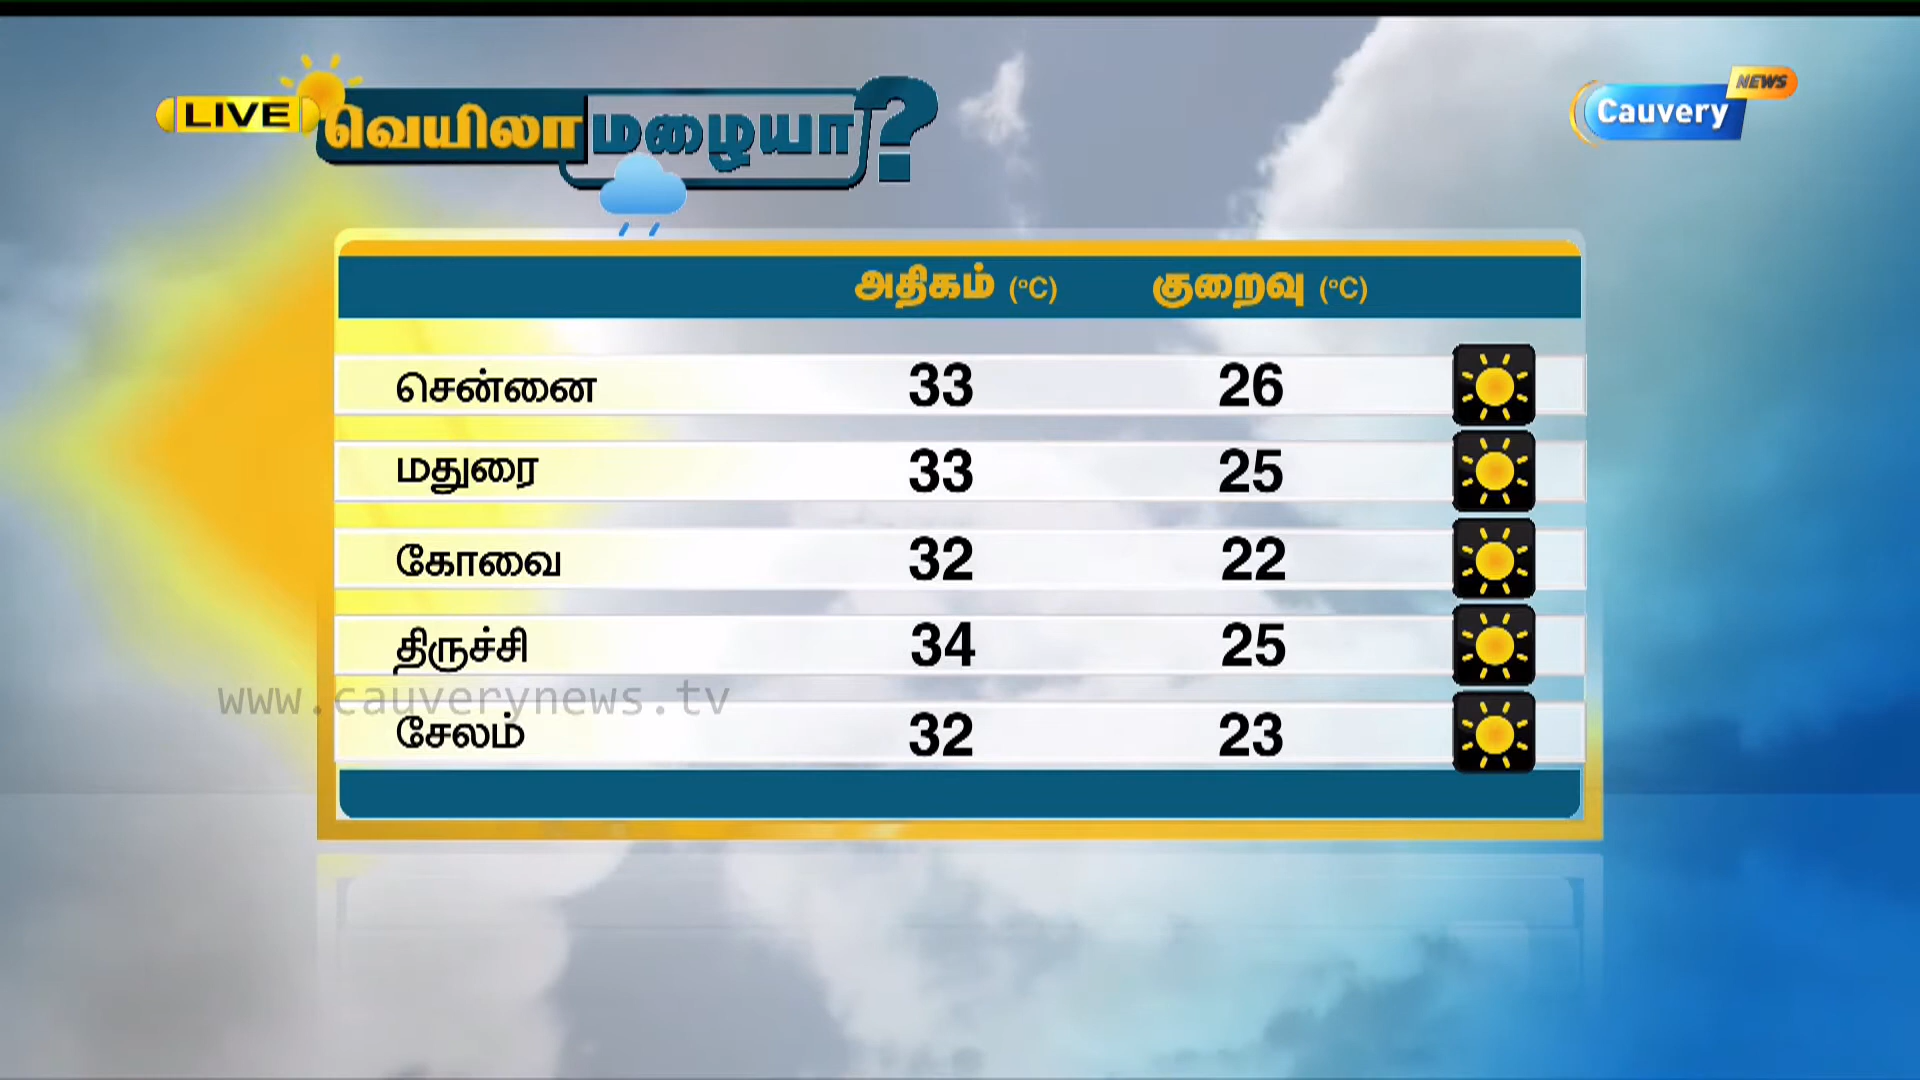 LIVE
வெயிலா மழையா?
Cauvery NEWS
அதிகம் (°C) குறைவு (°C)
சென்னை 33 26
மதுரை 33 25
கோவை 32 22
திருச்சி 34 25
www.cauverynews.tv
சேலம் 32 23